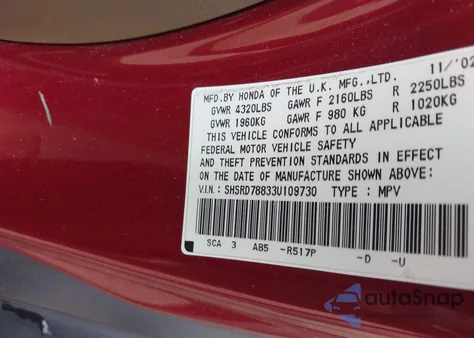 MFD.BY HONDA OF THE U.K. MFG.,LTD. 11/'02
GVWR 4320LBS GAWR F 2160LBS R 2250LBS
GVWR 1960KG GAWR F 980 KG R 1020KG
THIS VEHICLE CONFORMS TO ALL APPLICABLE
FEDERAL MOTOR VEHICLE SAFETY
AND THEFT PREVENTION STANDARDS IN EFFECT
ON THE DATE OF MANUFACTURE SHOWN ABOVE.
V.I.N.: SHSRD78833U109730 TYPE : MPV
SCA 3 AB5 -R517P -D -U
autoSnap